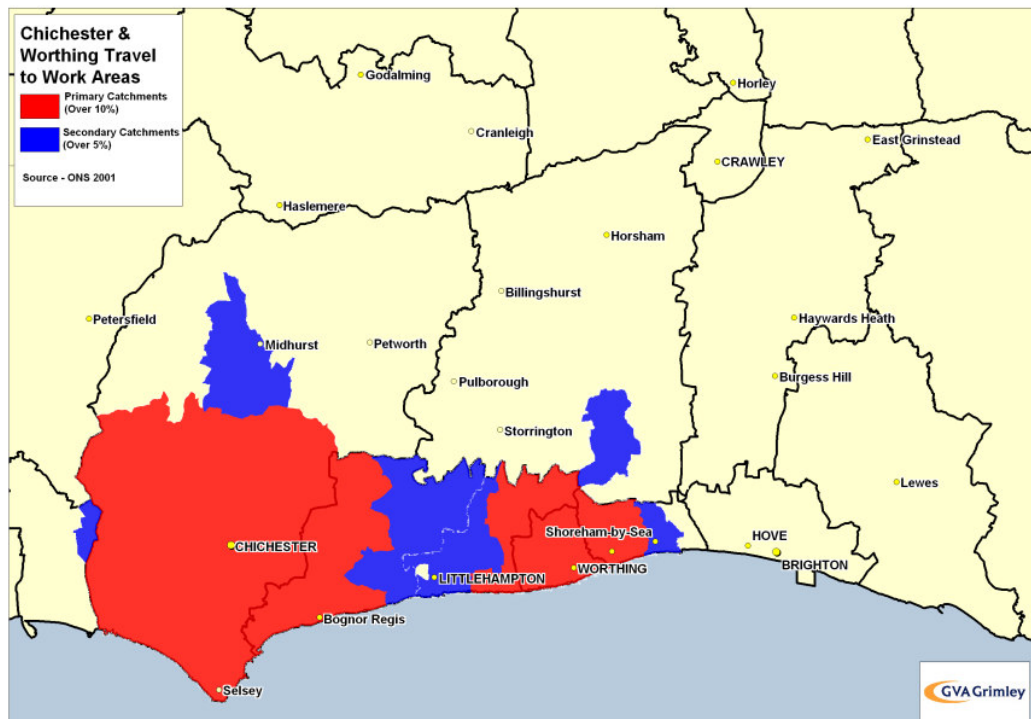 Chichester &
Worthing Travel
to Work Areas
Primary Catchments
(Over 10%)
Secondary Catchments
(Over 5%)
Source - ONS 2001
Godalming
Horley
Cranleigh
East Grinstead
CRAWLEY
Haslemere
Horsham
Billingshurst
Petersfield
Haywards Heath
Midhurst
Petworth
Burgess Hill
Pulborough
Storrington
Lewes
Shoreham-by-Sea
HOVE
CHICHESTER
BRIGHTON
WORTHING
LITTLEHAMPTON
Bognor Regis
Selsey
GVAGrimley